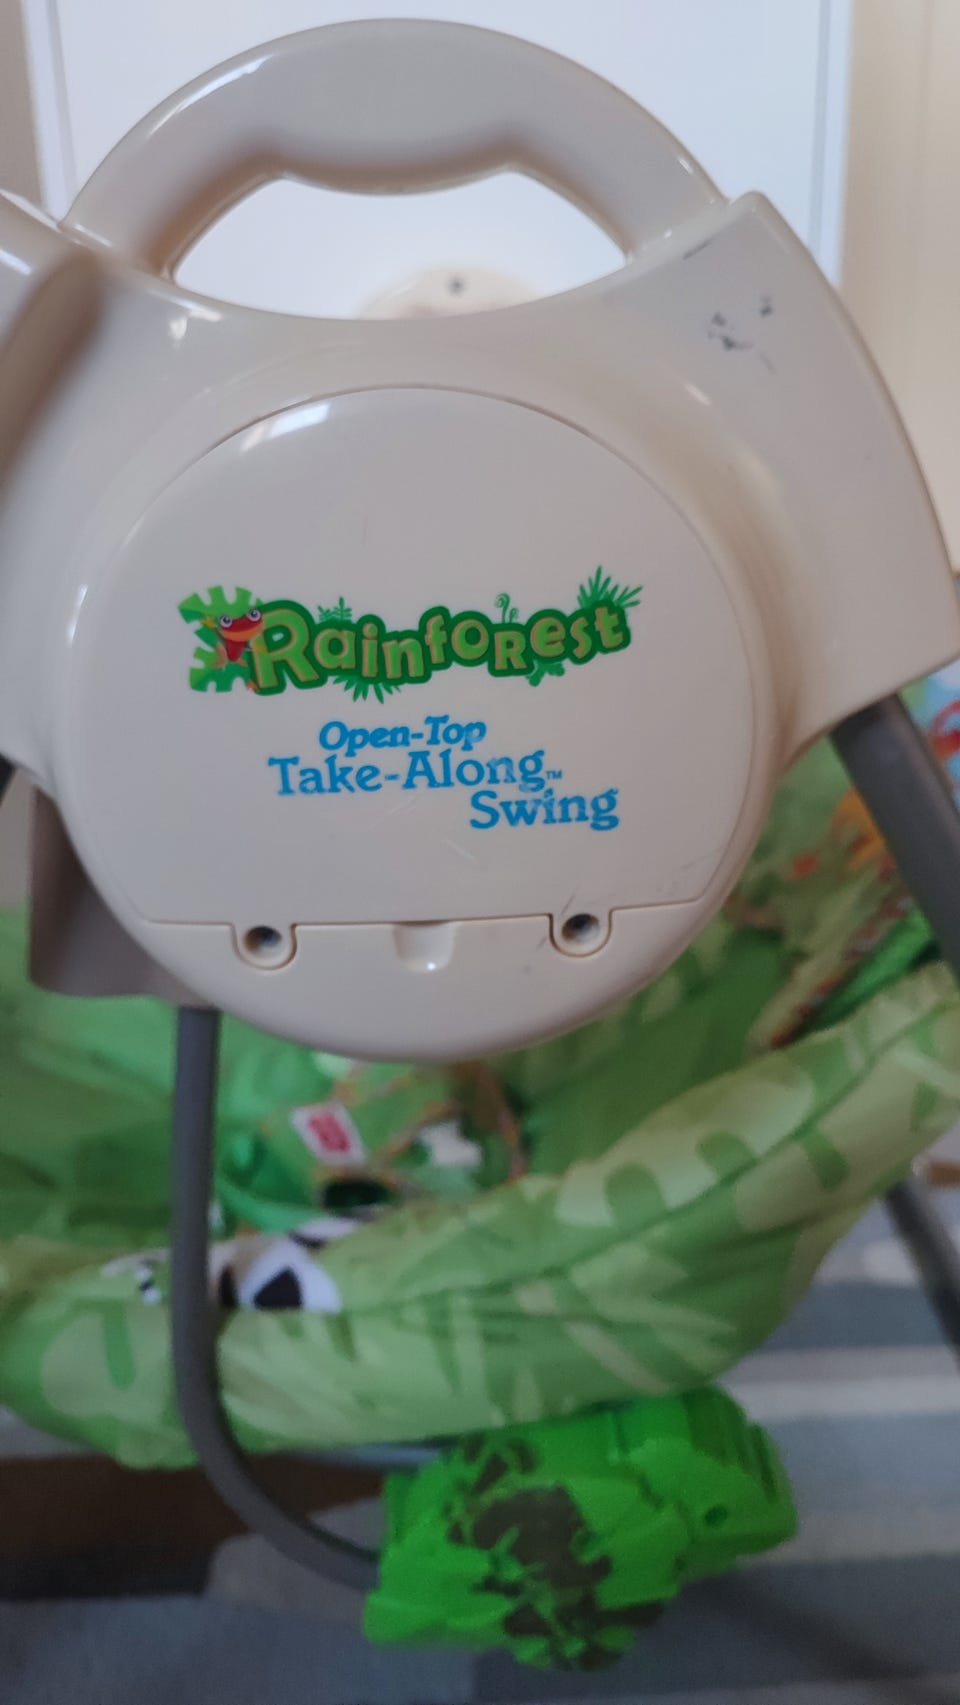 Rainforest
Open-Top
Take-Along™
Swing